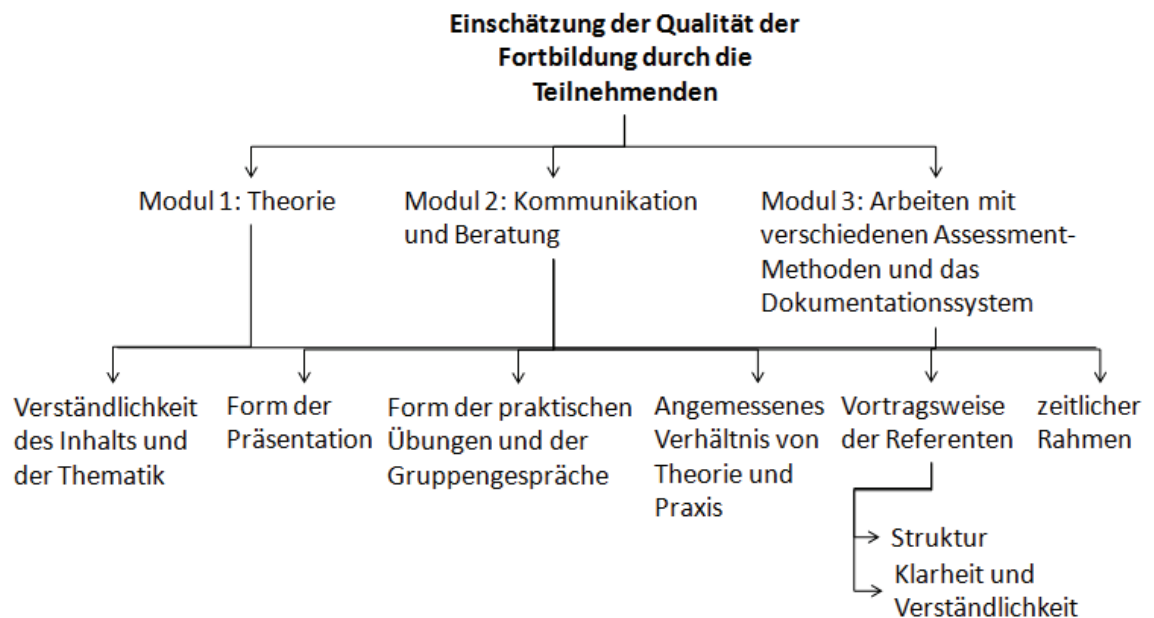 Einschätzung der Qualität der
Fortbildung durch die
Teilnehmenden
Modul 1: Theorie
Modul 2: Kommunikation
und Beratung
Modul 3: Arbeiten mit
verschiedenen Assessment-
Methoden und das
Dokumentationssystem
Verständlichkeit
des Inhalts und
der Thematik
Form der
Präsentation
Form der praktischen
Übungen und der
Gruppengespräche
Angemessenes
Verhältnis von
Theorie und
Praxis
Vortragsweise
der Referenten
zeitlicher
Rahmen
Struktur
Klarheit und
Verständlichkeit